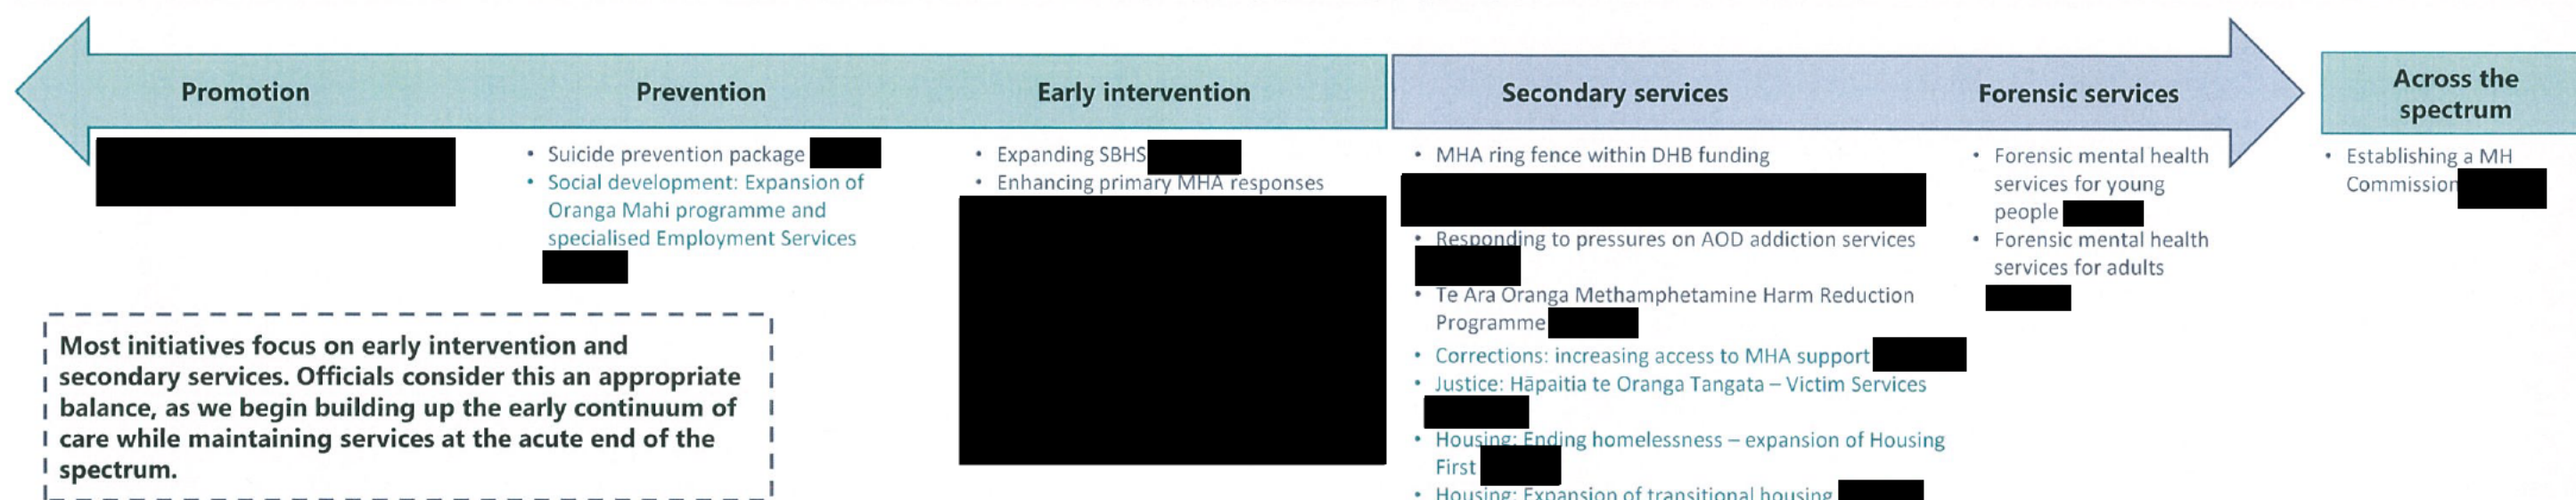 Promotion
Prevention
Early intervention
Secondary services
Forensic services
Across the
spectrum
• Suicide prevention package
• Social development: Expansion of
Oranga Mahi programme and
specialised Employment Services
• Expanding SBHS
• Enhancing primary MHA responses
• MHA ring fence within DHB funding
• Responding to pressures on AOD addiction services
• Te Ara Oranga Methamphetamine Harm Reduction
Programme
• Corrections: increasing access to MHA support
• Justice: Hāpaitia te Oranga Tangata – Victim Services
• Housing: Ending homelessness – expansion of Housing
First
• Housing: Expansion of transitional housing
• Forensic mental health
services for young
people
• Forensic mental health
services for adults
• Establishing a MH
Commission
Most initiatives focus on early intervention and
secondary services. Officials consider this an appropriate
balance, as we begin building up the early continuum of
care while maintaining services at the acute end of the
spectrum.